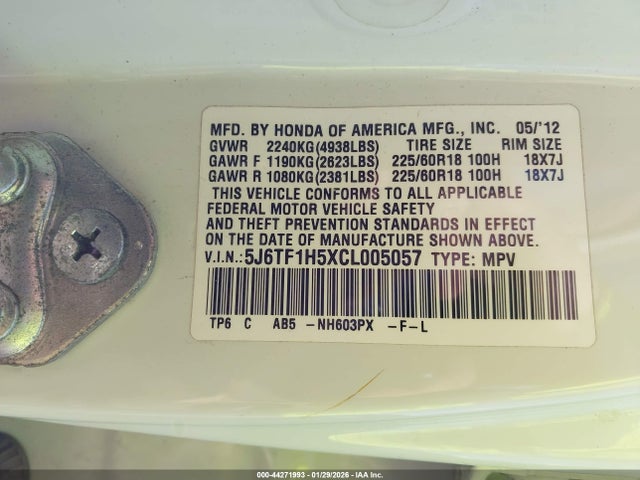 MFD. BY HONDA OF AMERICA MFG., INC. 05/'12
GVWR 2240KG(4938LBS) TIRE SIZE RIM SIZE
GAWR F 1190KG(2623LBS) 225/60R18 100H 18X7J
GAWR R 1080KG(2381LBS) 225/60R18 100H 18X7J
THIS VEHICLE CONFORMS TO ALL APPLICABLE
FEDERAL MOTOR VEHICLE SAFETY
AND THEFT PREVENTION STANDARDS IN EFFECT
ON THE DATE OF MANUFACTURE SHOWN ABOVE.
V.I.N.:5J6TF1H5XCL005057 TYPE: MPV
TP6 C AB5 -NH603PX -F-L
000-44271993 - 01/29/2026 - IAA Inc.